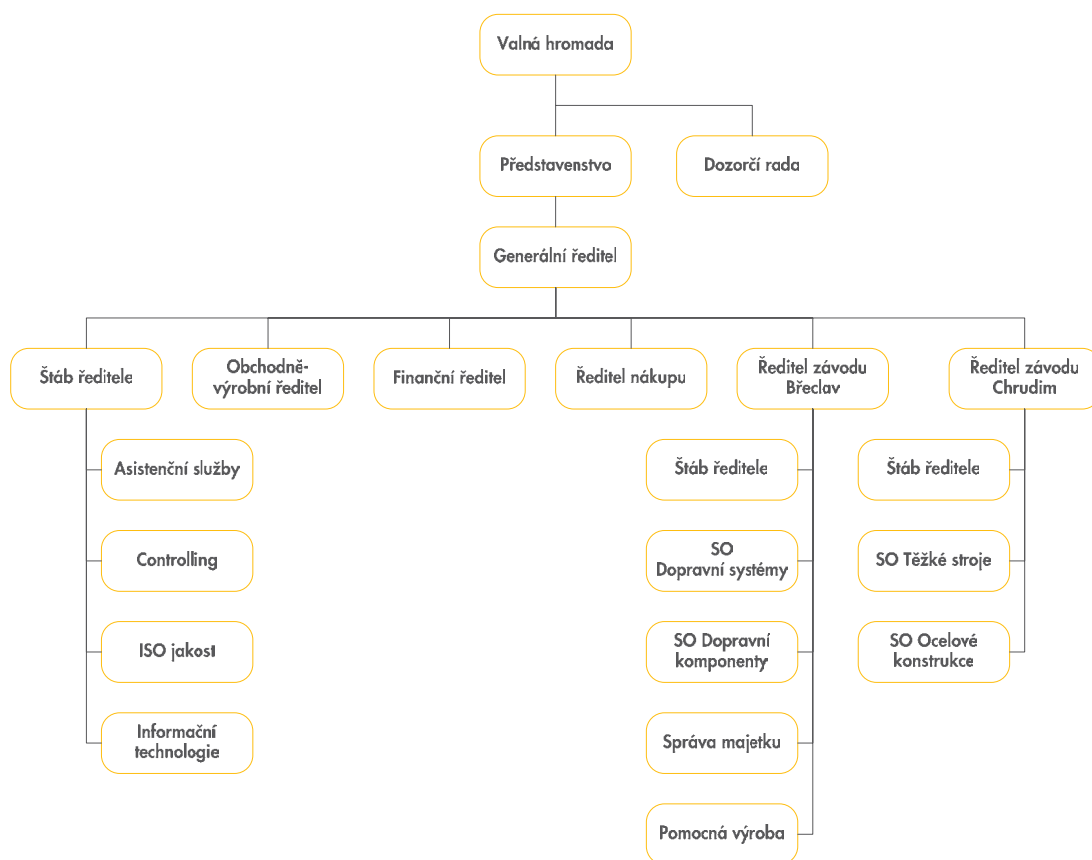 Valná hromada
Představenstvo
Dozorčí rada
Generální ředitel
Štáb ředitele
Obchodně-
výrobní ředitel
Finanční ředitel
Ředitel nákupu
Ředitel závodu
Břeclav
Ředitel závodu
Chrudim
Asistenční služby
Štáb ředitele
Štáb ředitele
Controlling
SO
Dopravní systémy
SO Těžké stroje
ISO jakost
SO Dopravní
komponenty
SO Ocelové
konstrukce
Informační
technologie
Správa majetku
Pomocná výroba